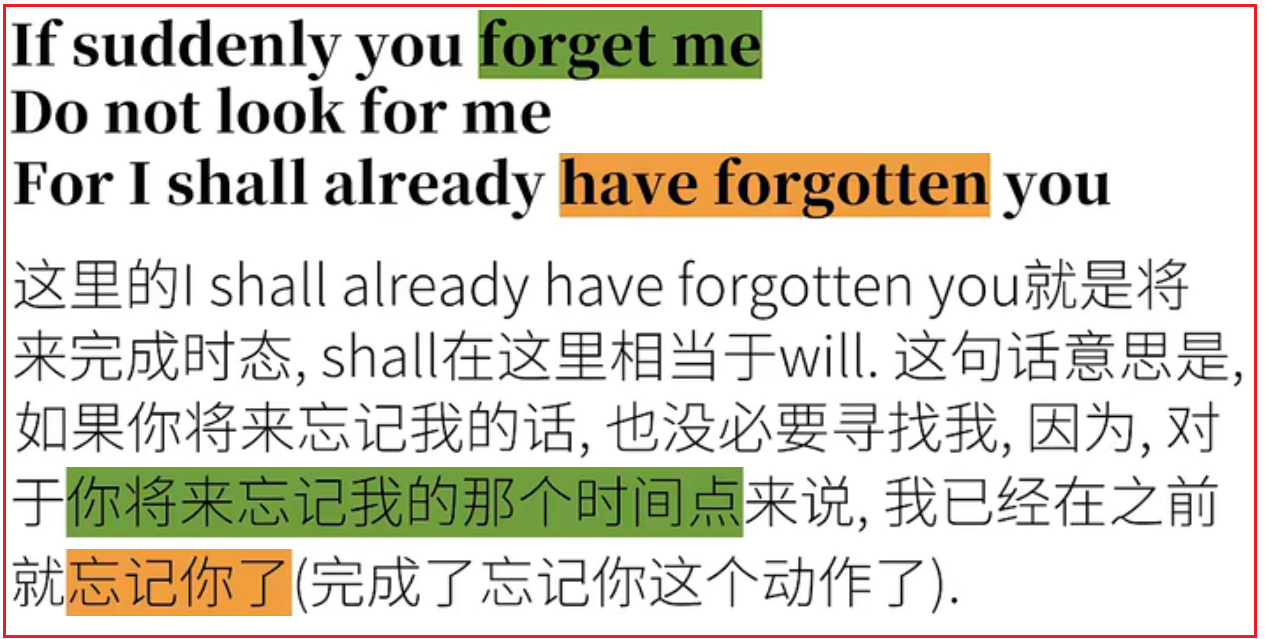 If suddenly you forget me
Do not look for me
For I shall already have forgotten you
这里的I shall already have forgotten you就是将
来完成时态, shall在这里相当于will. 这句话意思是,
如果你将来忘记我的话, 也没必要寻找我, 因为, 对
于你将来忘记我的那个时间点来说, 我已经在之前
就忘记你了(完成了忘记你这个动作了).